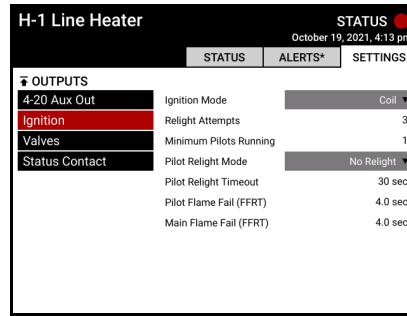 H-1 Line Heater
STATUS
October 19, 2021, 4:13 pm
STATUS ALERTS* SETTINGS
OUTPUTS
4-20 Aux Out
Ignition
Valves
Status Contact
Ignition Mode Coil
Relight Attempts 3
Minimum Pilots Running 1
Pilot Relight Mode No Relight
Pilot Relight Timeout 30 sec
Pilot Flame Fail (FFRT) 4.0 sec
Main Flame Fail (FFRT) 4.0 sec